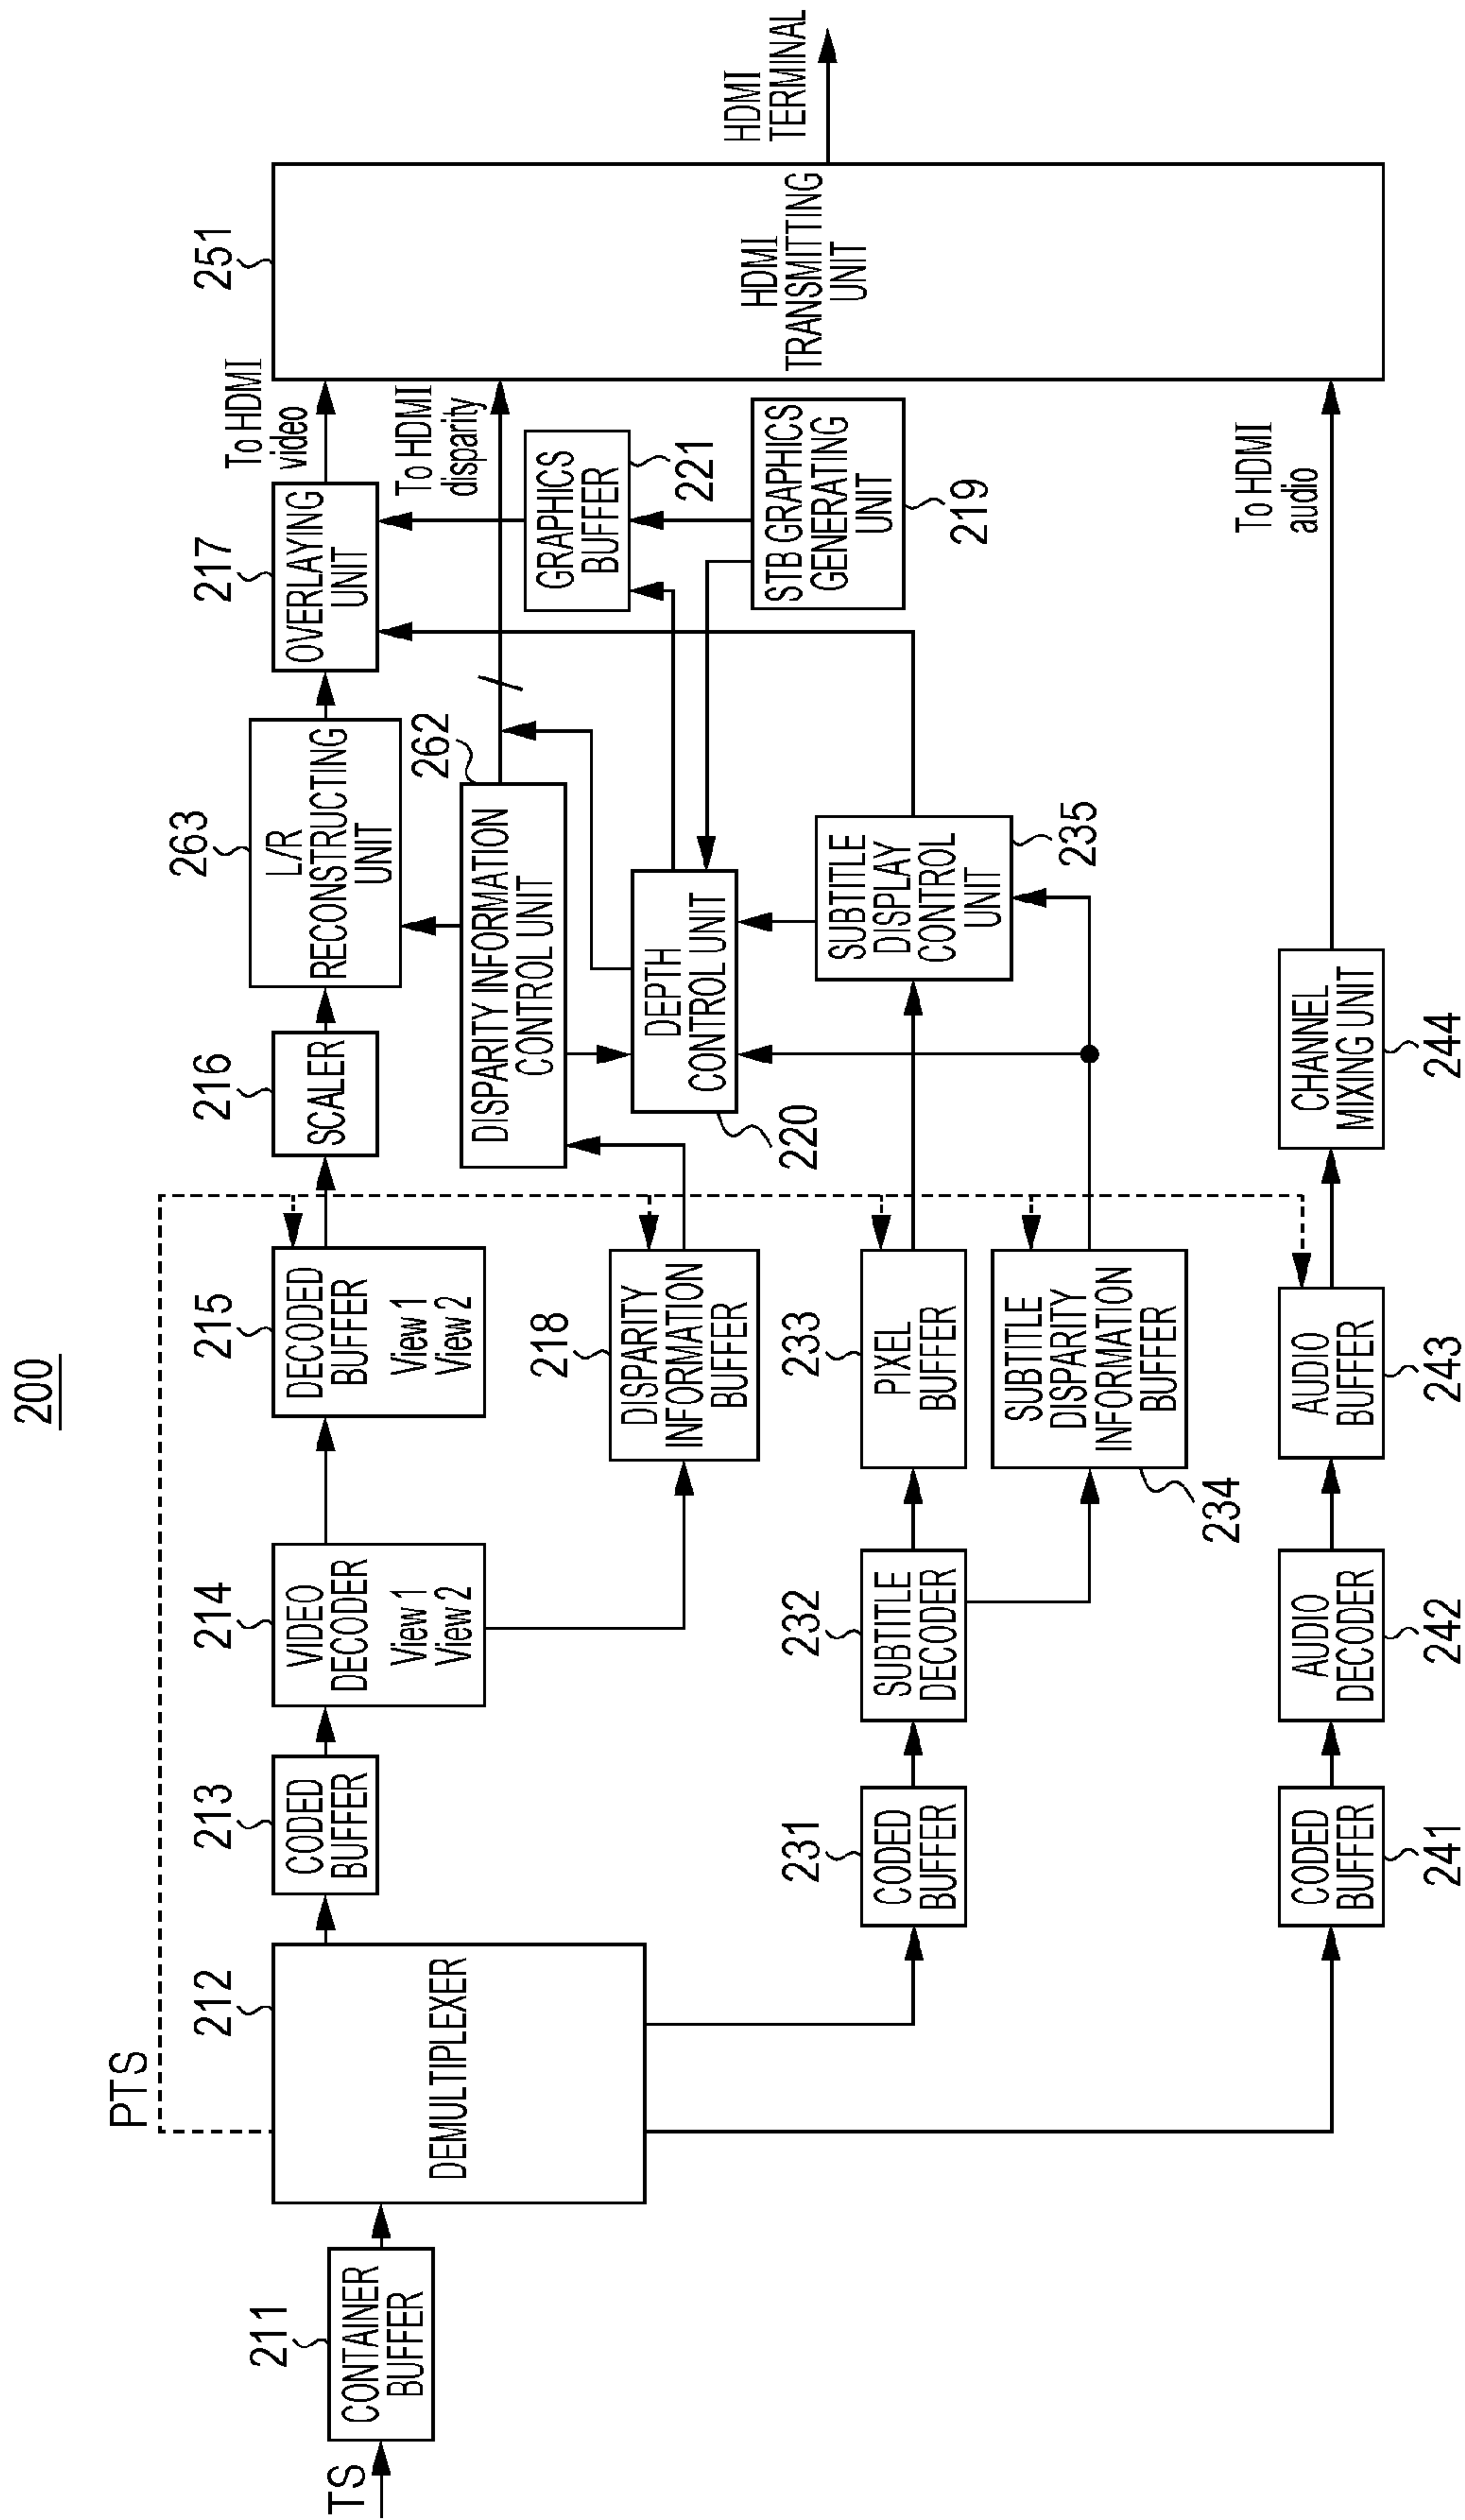 200
PTS
TS
211
CONTAINER
BUFFER
212
DEMULTIPLEXER
213
CODED
BUFFER
214
VIDEO
DECODER
View 1
View 2
215
DECODED
BUFFER
View 1
View 2
216
SCALER
263
L/R
RECONSTRUCTING
UNIT
217
OVERLAYING
UNIT
To HDMI
video
251
HDMI
TRANSMITTING
UNIT
HDMI
TERMINAL
218
DISPARITY
INFORMATION
BUFFER
262
DISPARITY INFORMATION
CONTROL UNIT
To HDMI
disparity
220
DEPTH
CONTROL UNIT
221
GRAPHICS
BUFFER
219
STB GRAPHICS
GENERATING
UNIT
231
CODED
BUFFER
232
SUBTITLE
DECODER
233
PIXEL
BUFFER
234
SUBTITLE
DISPARITY
INFORMATION
BUFFER
235
SUBTITLE
DISPLAY
CONTROL
UNIT
241
CODED
BUFFER
242
AUDIO
DECODER
243
AUDIO
BUFFER
244
CHANNEL
MIXING UNIT
To HDMI
audio